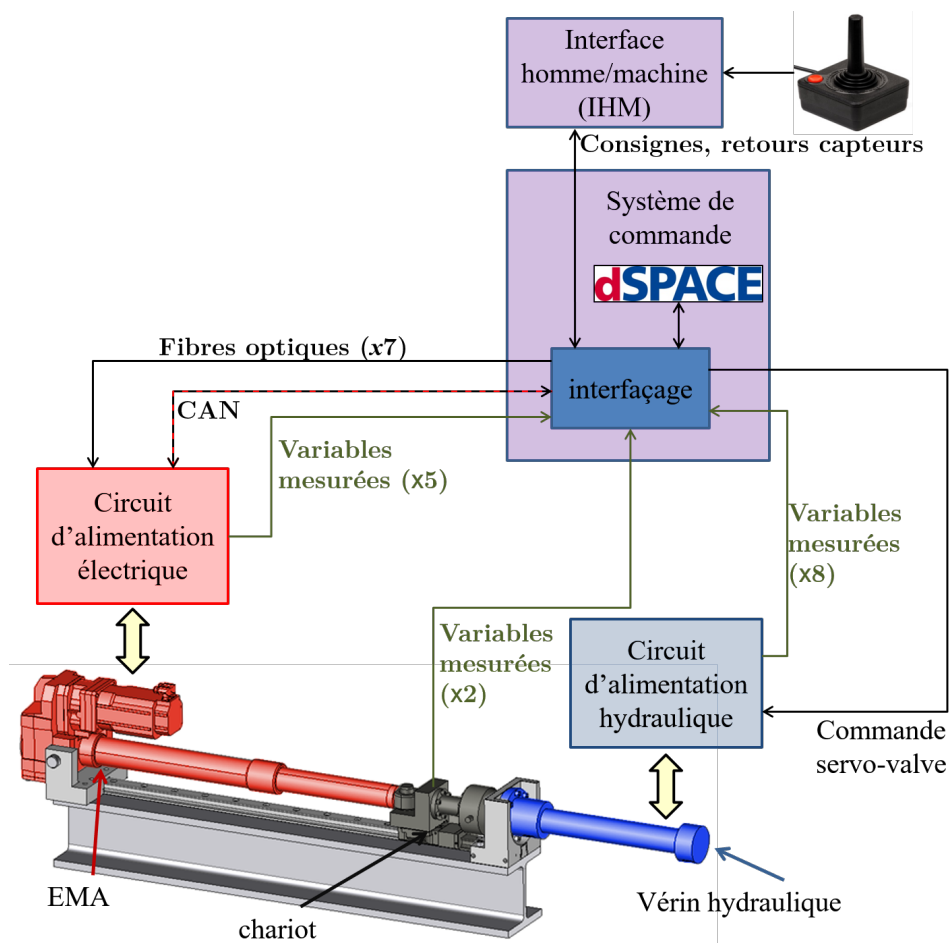 Interface
homme/machine
(IHM)
Consignes, retours capteurs
Système de
commande
dSPACE
Fibres optiques (x7)
interfaçage
CAN
Variables
mesurées (x5)
Circuit
d’alimentation
électrique
Variables
mesurées
(x8)
Variables
mesurées
(x2)
Circuit
d’alimentation
hydraulique
Commande
servo-valve
EMA
chariot
Vérin hydraulique